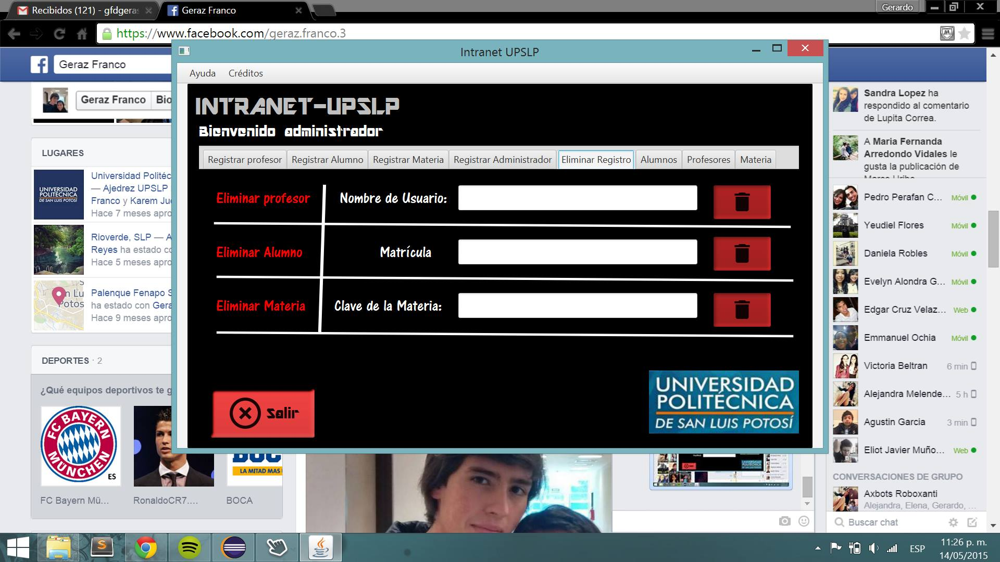 Recibidos (121) - gfdgeras
Geraz Franco
Gerardo
https://www.facebook.com/geraz.franco.3
Geraz Franco
Geraz Franco
Bio
LUGARES
Universidad Politéc
— Ajedrez UPSLP
Franco y Karem Jue
Hace 7 meses apro
UNIVERSIDAD
POLITÉCNICA
DE SAN LUIS POTOSÍ
Rioverde, SLP — A
Reyes ha estado co
Hace 5 meses apro
Palenque Fenapo S
ha estado con Gera
Hace 9 meses apro
DEPORTES · 2
¿Qué equipos deportivos te g
FC BAYERN
MÜNCHEN
ES
LA MITAD MAS
FC Bayern Mü...
RonaldoCR7....
BOCA
Intranet UPSLP
Ayuda
Créditos
INTRANET-UPSLP
Bienvenido administrador
Registrar profesor
Registrar Alumno
Registrar Materia
Registrar Administrador
Eliminar Registro
Alumnos
Profesores
Materia
Eliminar profesor
Nombre de Usuario:
Eliminar Alumno
Matrícula
Eliminar Materia
Clave de la Materia:
Salir
UNIVERSIDAD
POLITÉCNICA
DE SAN LUIS POTOSÍ
Sandra Lopez ha
respondido al comentario
de Lupita Correa.
A Maria Fernanda
Arredondo Vidales le
gusta la publicación de
Pedro Perafan C... Móvil
Yeudiel Flores Móvil
Daniela Robles Móvil
Evelyn Alondra G... Móvil
Edgar Cruz Velaz... Web
Emmanuel Ochia Móvil
Victoria Beltran 6 min
Alejandra Melende... 5 h
Agustin Garcia 3 min
Eliot Javier Muño... Web
CONVERSACIONES DE GRUPO
Axbots Roboxanti
Alejandra, Elena, Gerardo, ...
Buscar chat
ESP
11:26 p. m.
14/05/2015